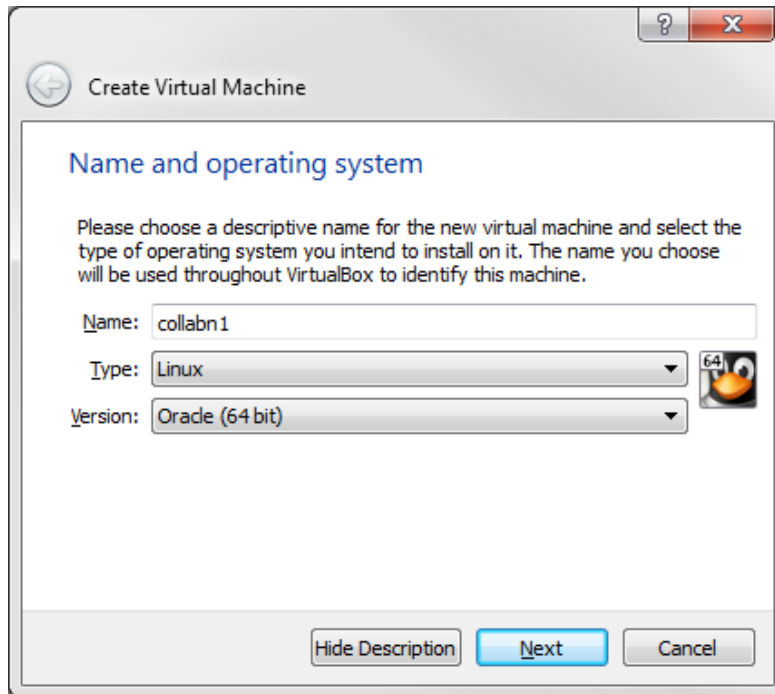 ?
X
Create Virtual Machine
Name and operating system
Please choose a descriptive name for the new virtual machine and select the
type of operating system you intend to install on it. The name you choose
will be used throughout VirtualBox to identify this machine.
Name: collabn1
Type: Linux
64
Version: Oracle (64 bit)
Hide Description Next Cancel